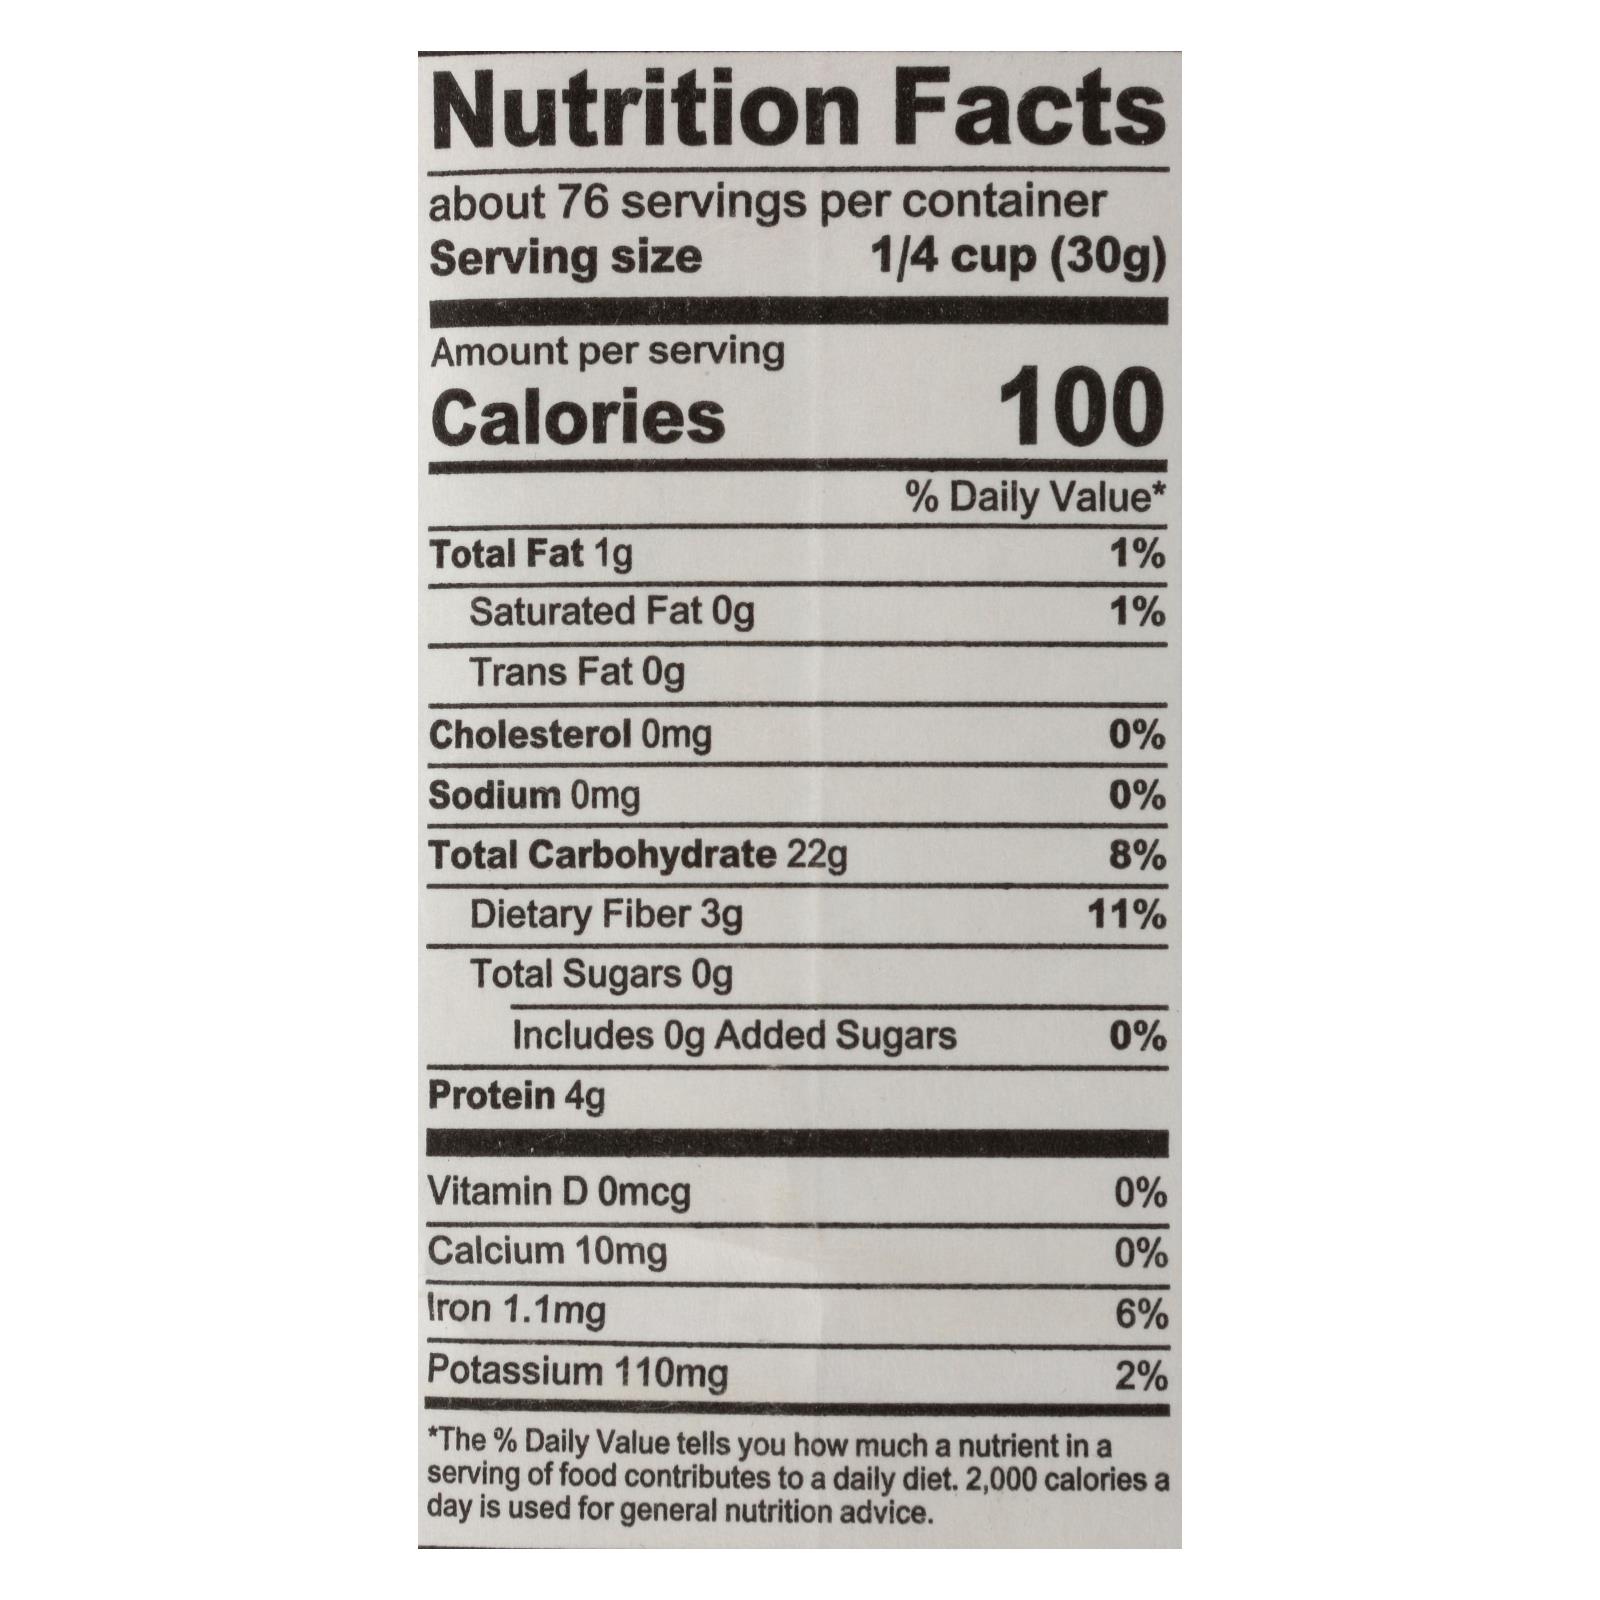 Nutrition Facts
about 76 servings per container
Serving size 1/4 cup (30g)
Amount per serving
Calories 100
% Daily Value*
Total Fat 1g 1%
Saturated Fat 0g 1%
Trans Fat 0g
Cholesterol 0mg 0%
Sodium 0mg 0%
Total Carbohydrate 22g 8%
Dietary Fiber 3g 11%
Total Sugars 0g
Includes 0g Added Sugars 0%
Protein 4g
Vitamin D 0mcg 0%
Calcium 10mg 0%
Iron 1.1mg 6%
Potassium 110mg 2%
*The % Daily Value tells you how much a nutrient in a
serving of food contributes to a daily diet. 2,000 calories a
day is used for general nutrition advice.